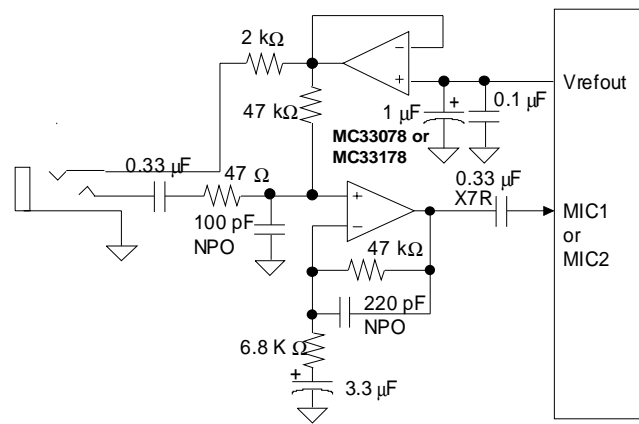 2 kΩ
Vrefout
47 kΩ
1 µF
+
0.1 µF
MC33078 or
MC33178
0.33 µF
47 Ω
0.33 µF
X7R
100 pF
NPO
MIC1
or
MIC2
47 kΩ
220 pF
NPO
6.8 K Ω
+
3.3 µF
-
+
+
-